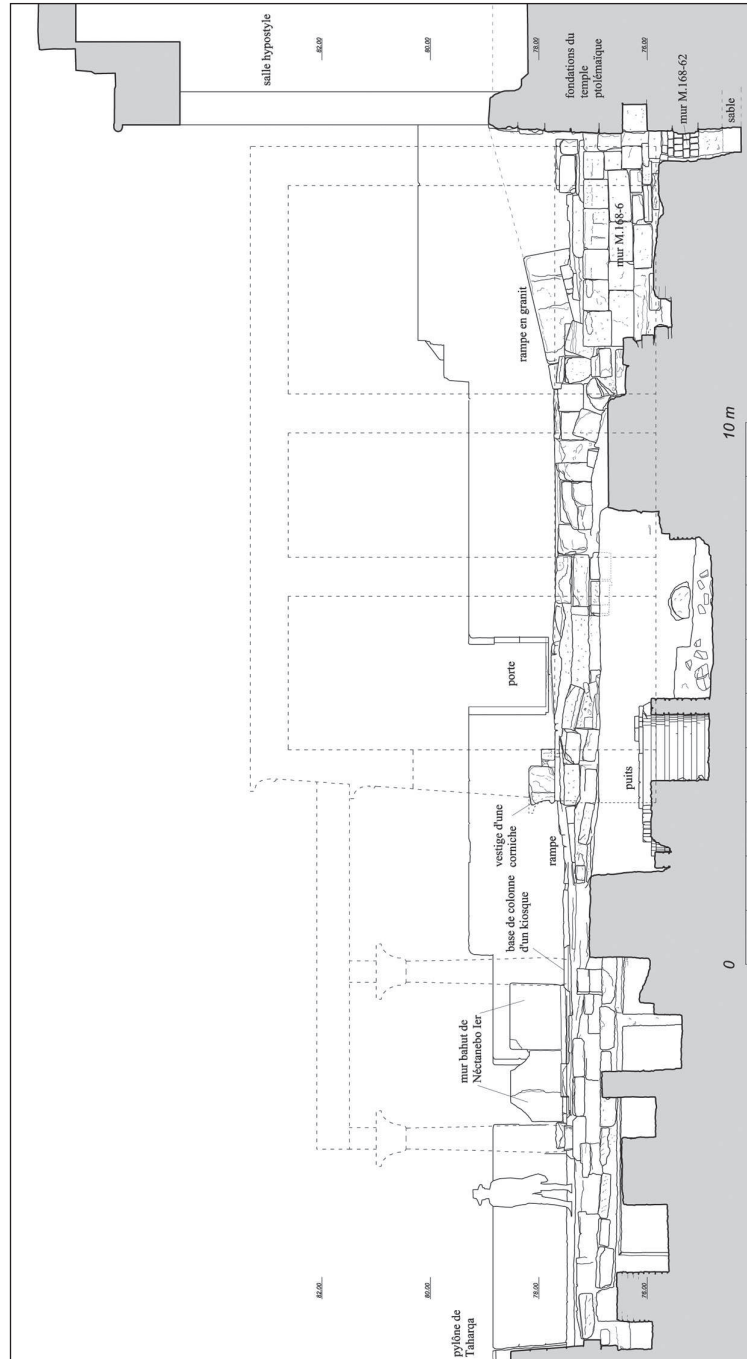 salle hypostyle
82.00
80.00
78.00
76.00
fondations du
temple
ptolémaïque
mur M.168-62
sable
mur M.168-6
rampe en granit
10 m
porte
puits
vestige d'une
corniche
rampe
base de colonne
d'un kiosque
0
mur bahut de
Néctanebo Ier
82.00
80.00
78.00
76.00
pylône de
Taharqa